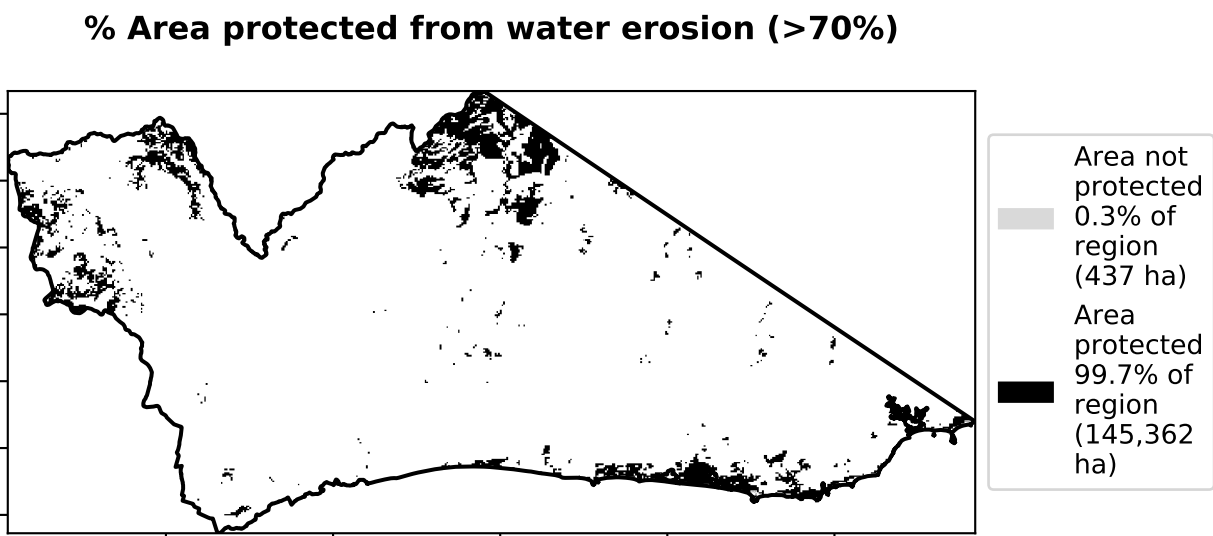 % Area protected from water erosion (>70%)
Area not
protected
0.3% of
region
(437 ha)
Area
protected
99.7% of
region
(145,362
ha)